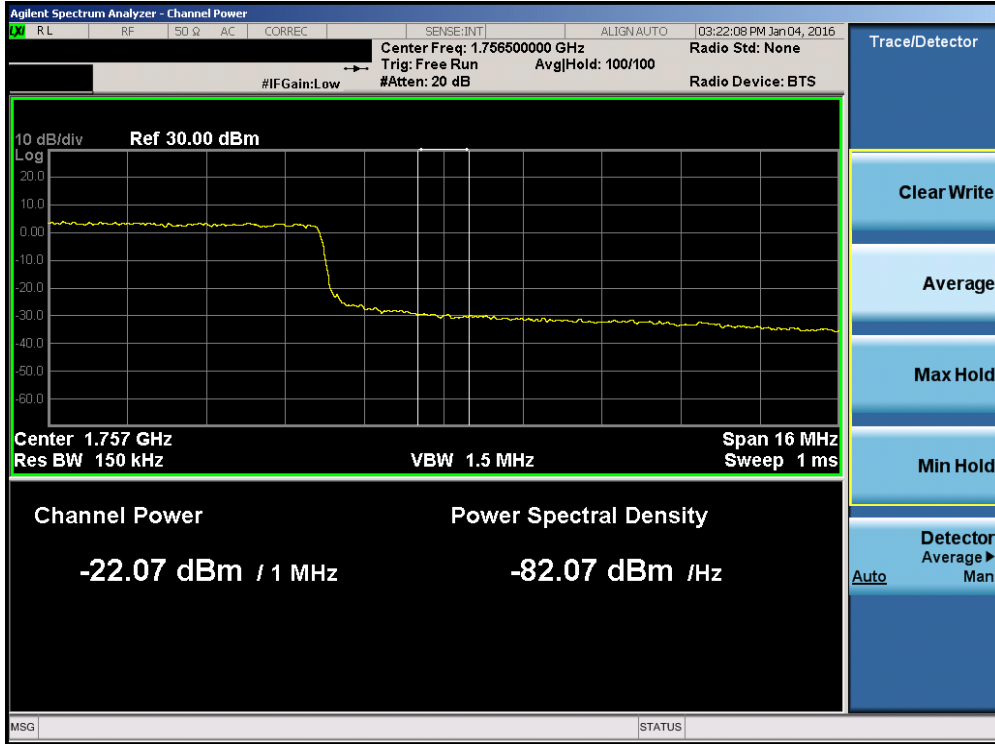 Agilent Spectrum Analyzer - Channel Power
LXI RL RF 50 Ω AC CORREC SENSE:INT ALIGN AUTO 03:22:08 PM Jan 04, 2016
Center Freq: 1.756500000 GHz Radio Std: None
Trig: Free Run Avg|Hold: 100/100
#IFGain:Low #Atten: 20 dB Radio Device: BTS
10 dB/div Ref 30.00 dBm
Log
20.0
10.0
0.00
-10.0
-20.0
-30.0
-40.0
-50.0
-60.0
Center 1.757 GHz Span 16 MHz
Res BW 150 kHz VBW 1.5 MHz Sweep 1 ms
Channel Power Power Spectral Density
-22.07 dBm / 1 MHz -82.07 dBm /Hz
MSG STATUS
Trace/Detector
Clear Write
Average
Max Hold
Min Hold
Detector
Average
Auto Man